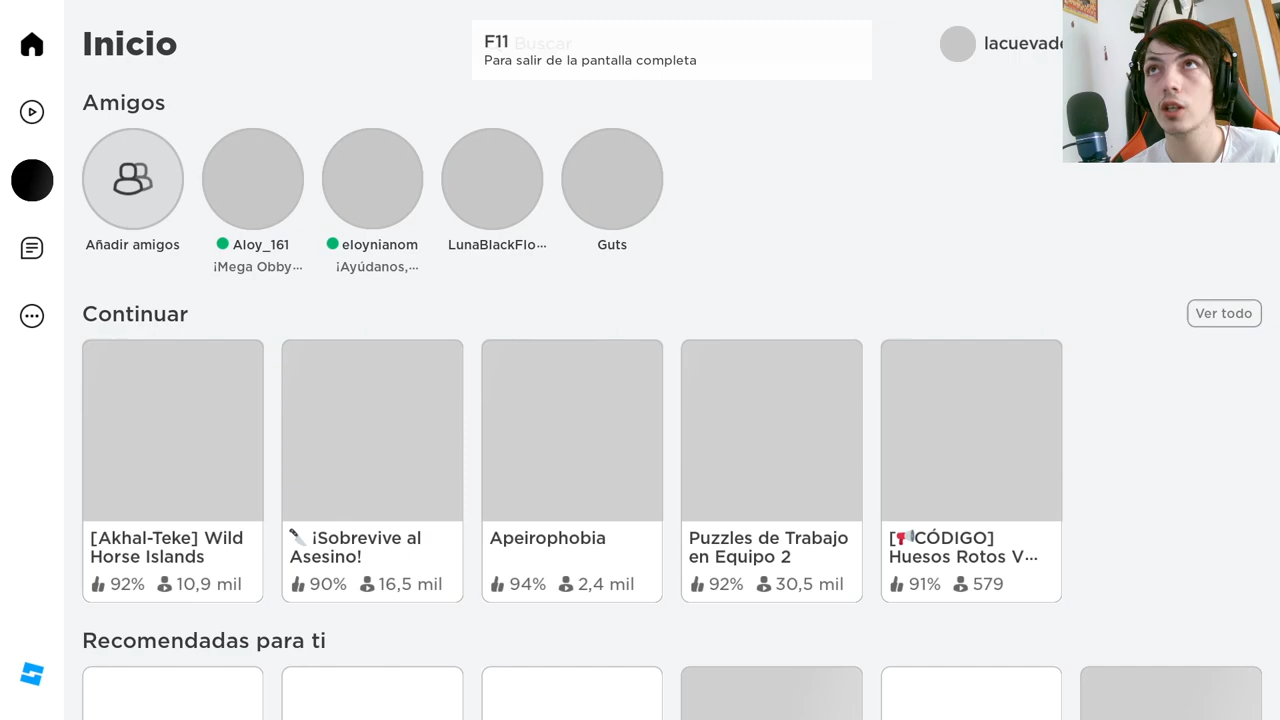 Inicio
F11
Buscar
Para salir de la pantalla completa
lacuevade
Amigos
Añadir amigos
Aloy_161
eloynianom
LunaBlackFlo...
Guts
¡Mega Obby...
¡Ayúdanos,...
Continuar
Ver todo
[Akhal-Teke] Wild
Horse Islands
92% 10,9 mil
🔪 ¡Sobrevive al
Asesino!
90% 16,5 mil
Apeirophobia
94% 2,4 mil
Puzzles de Trabajo
en Equipo 2
92% 30,5 mil
[📢CÓDIGO]
Huesos Rotos V...
91% 579
Recomendadas para ti